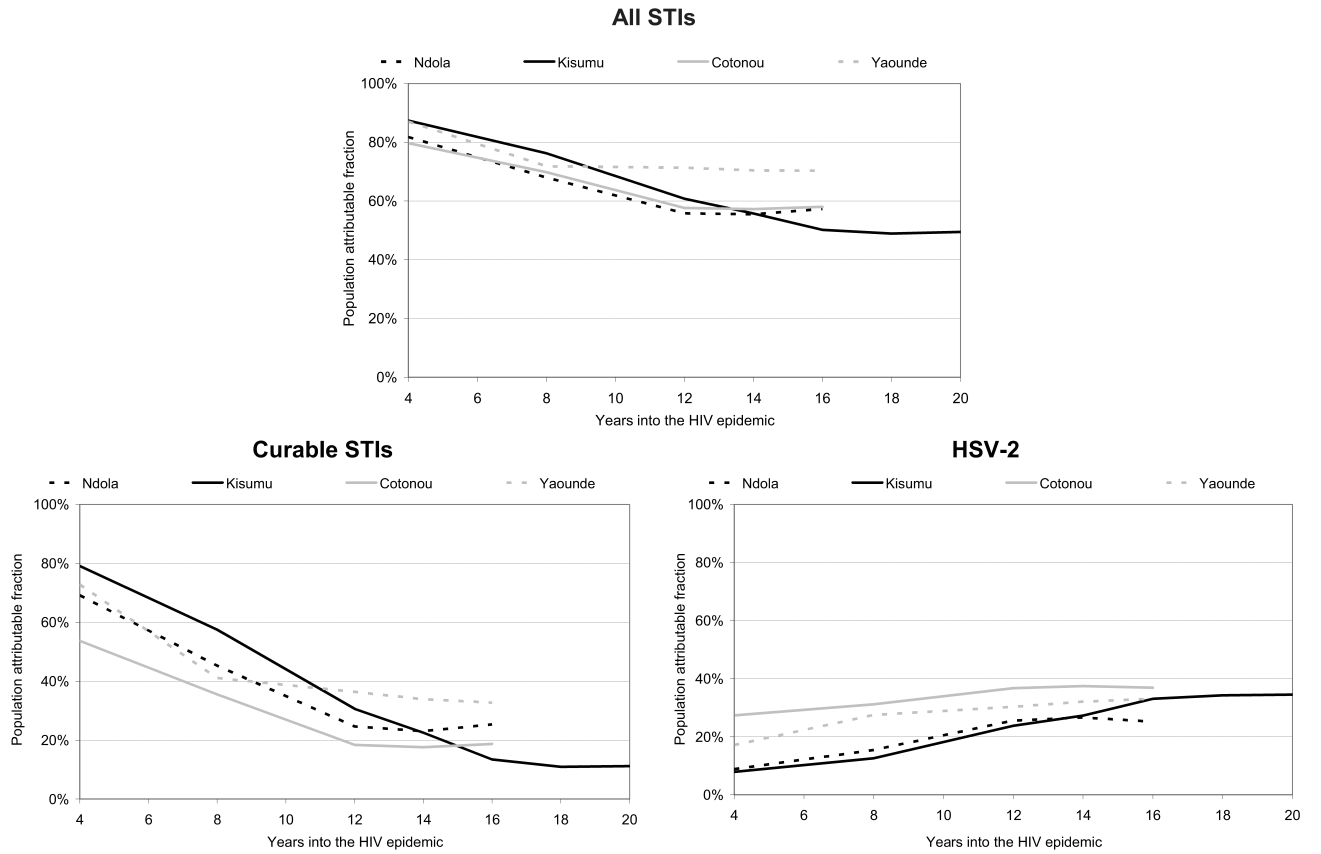 All STIs
Ndola Kisumu Cotonou Yaounde
100%
80%
60%
40%
20%
0%
Population attributable fraction
4 6 8 10 12 14 16 18 20
Years into the HIV epidemic
Curable STIs
Ndola Kisumu Cotonou Yaounde
100%
80%
60%
40%
20%
0%
Population attributable fraction
4 6 8 10 12 14 16 18 20
Years into the HIV epidemic
HSV-2
Ndola Kisumu Cotonou Yaounde
100%
80%
60%
40%
20%
0%
Population attributable fraction
4 6 8 10 12 14 16 18 20
Years into the HIV epidemic